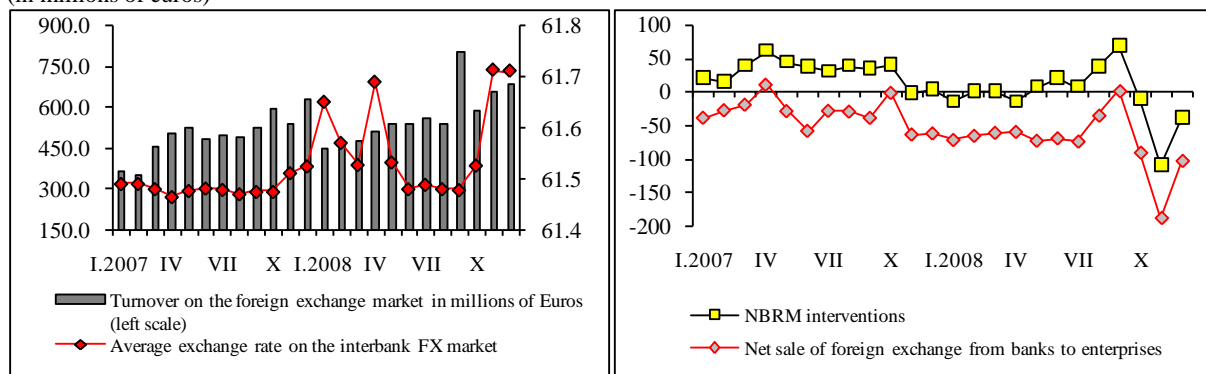 (in millions of euros)
900.0
750.0
600.0
450.0
300.0
150.0
61.8
61.7
61.6
61.5
61.4
I.2007 IV VII X I.2008 IV VII X
Turnover on the foreign exchange market in millions of Euros
(left scale)
Average exchange rate on the interbank FX market
100
50
0
-50
-100
-150
-200
I.2007 IV VII X I.2008 IV VII X
NBRM interventions
Net sale of foreign exchange from banks to enterprises